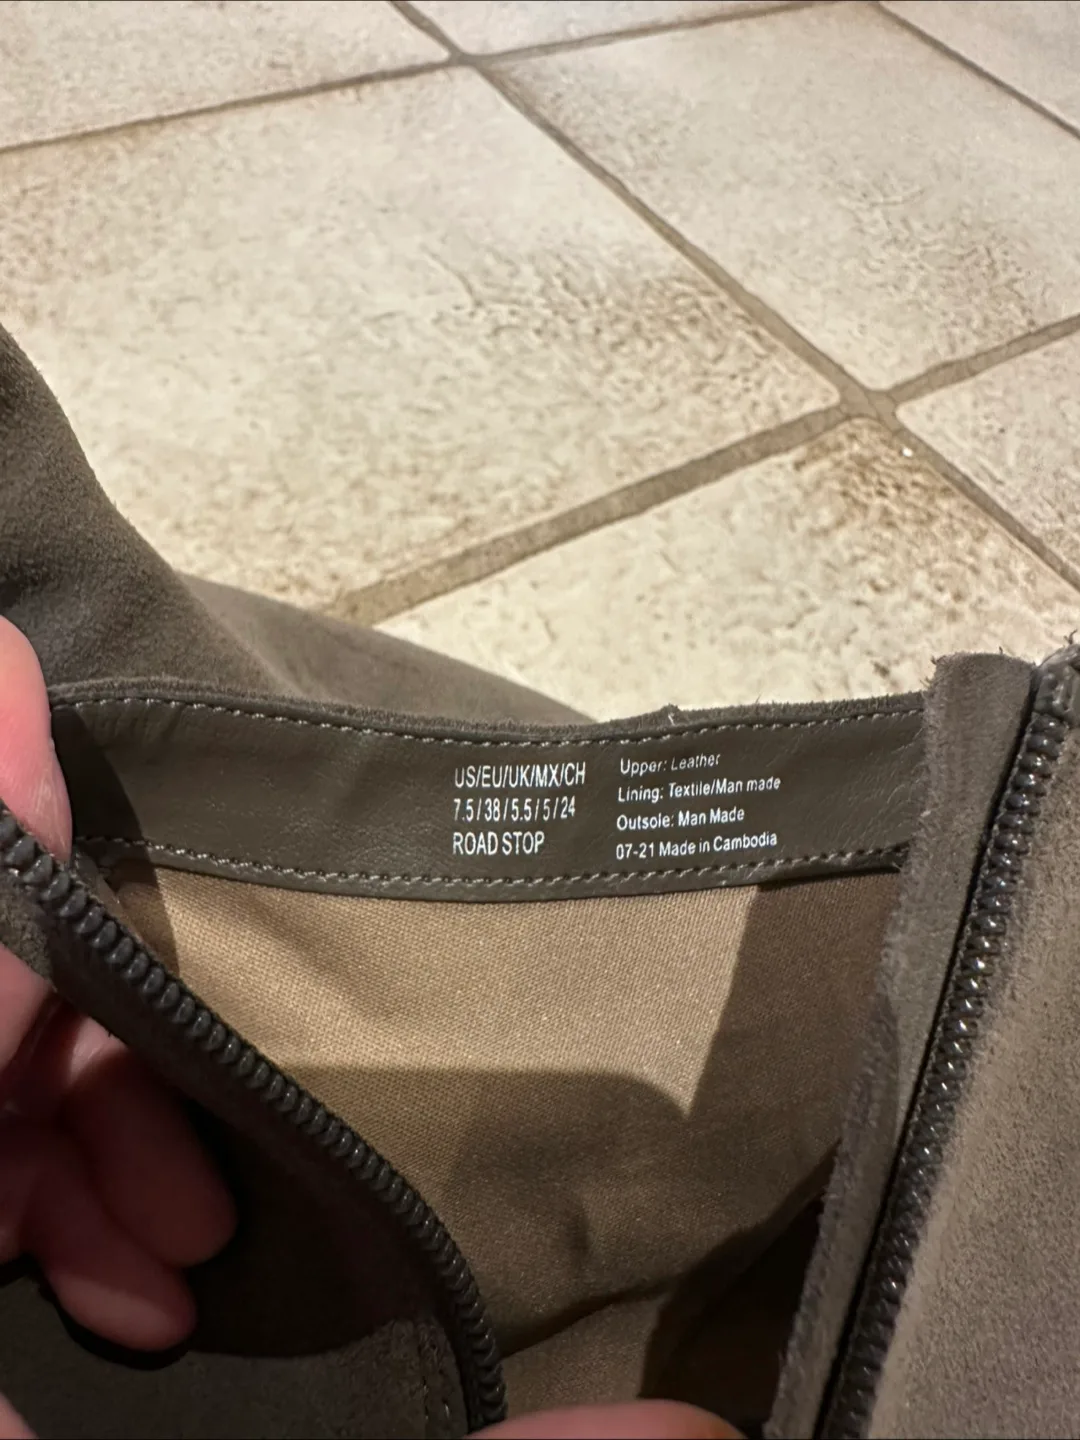 US/EU/UK/MX/CH
7.5/38/5.5/5/24
ROAD STOP
Upper: Leather
Lining: Textile/Man made
Outsole: Man Made
07-21 Made in Cambodia